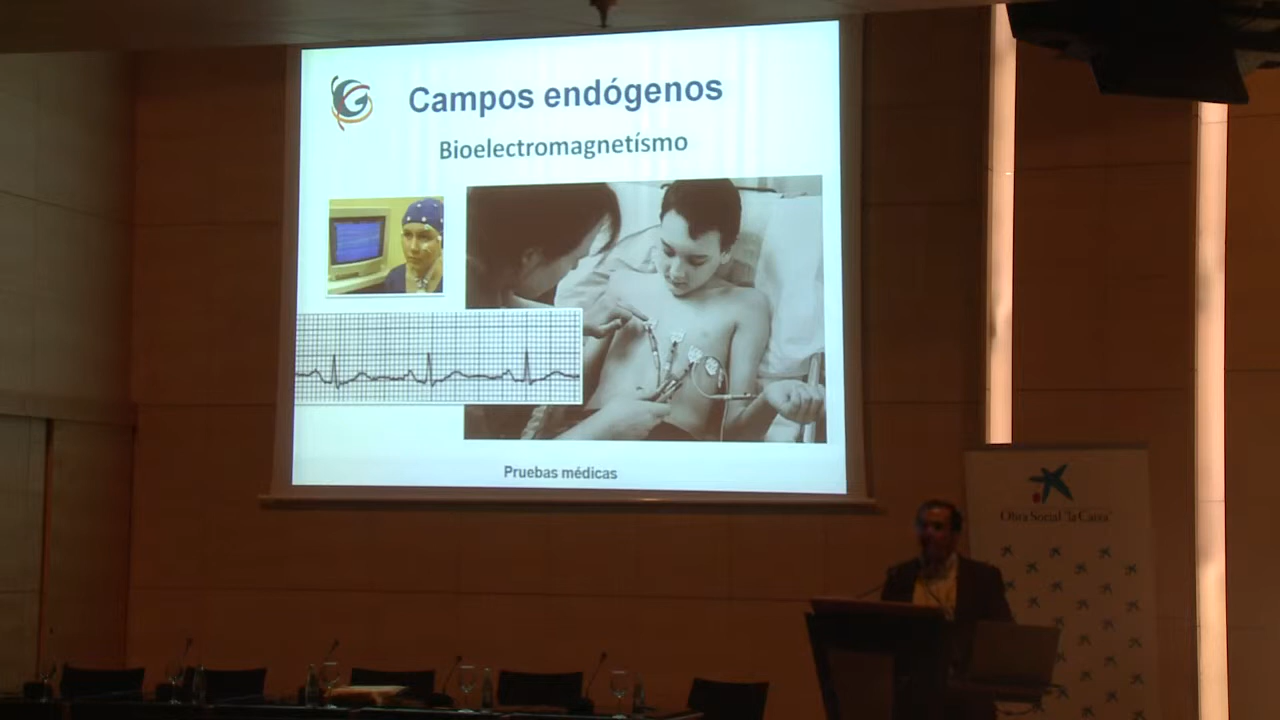 Campos endógenos
Bioelectromagnetísmo
Pruebas médicas
Obra Social "la Caixa"